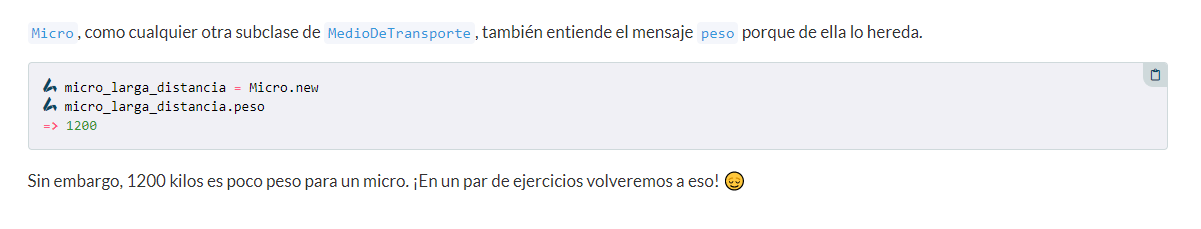 Micro, como cualquier otra subclase de MedioDeTransporte, también entiende el mensaje peso porque de ella lo hereda.
micro_larga_distancia = Micro.new
micro_larga_distancia.peso
=> 1200
Sin embargo, 1200 kilos es poco peso para un micro. ¡En un par de ejercicios volveremos a eso! 😌